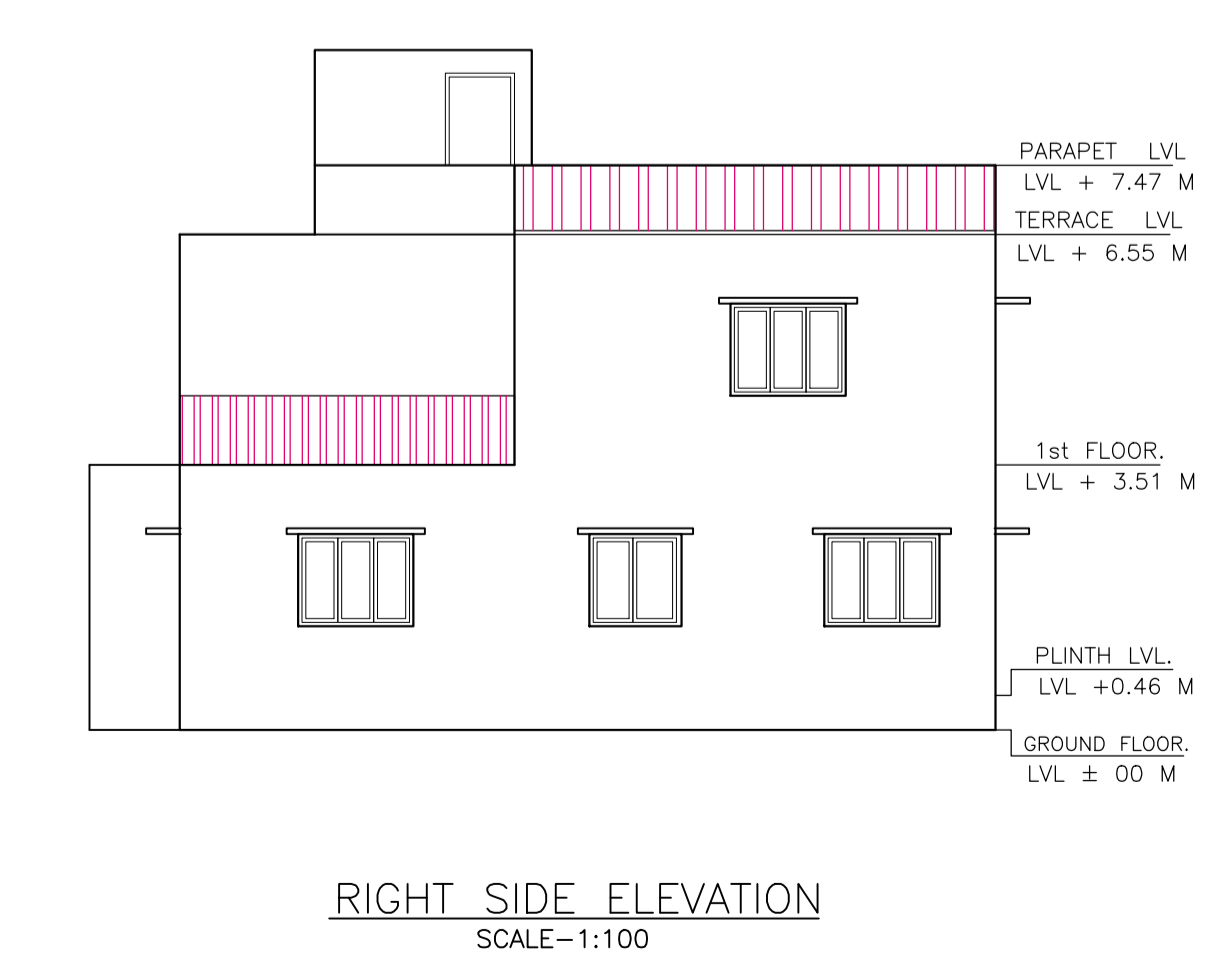 PARAPET LVL
LVL + 7.47 M
TERRACE LVL
LVL + 6.55 M
1st FLOOR.
LVL + 3.51 M
PLINTH LVL.
LVL +0.46 M
GROUND FLOOR.
LVL ± 00 M
RIGHT SIDE ELEVATION
SCALE-1:100